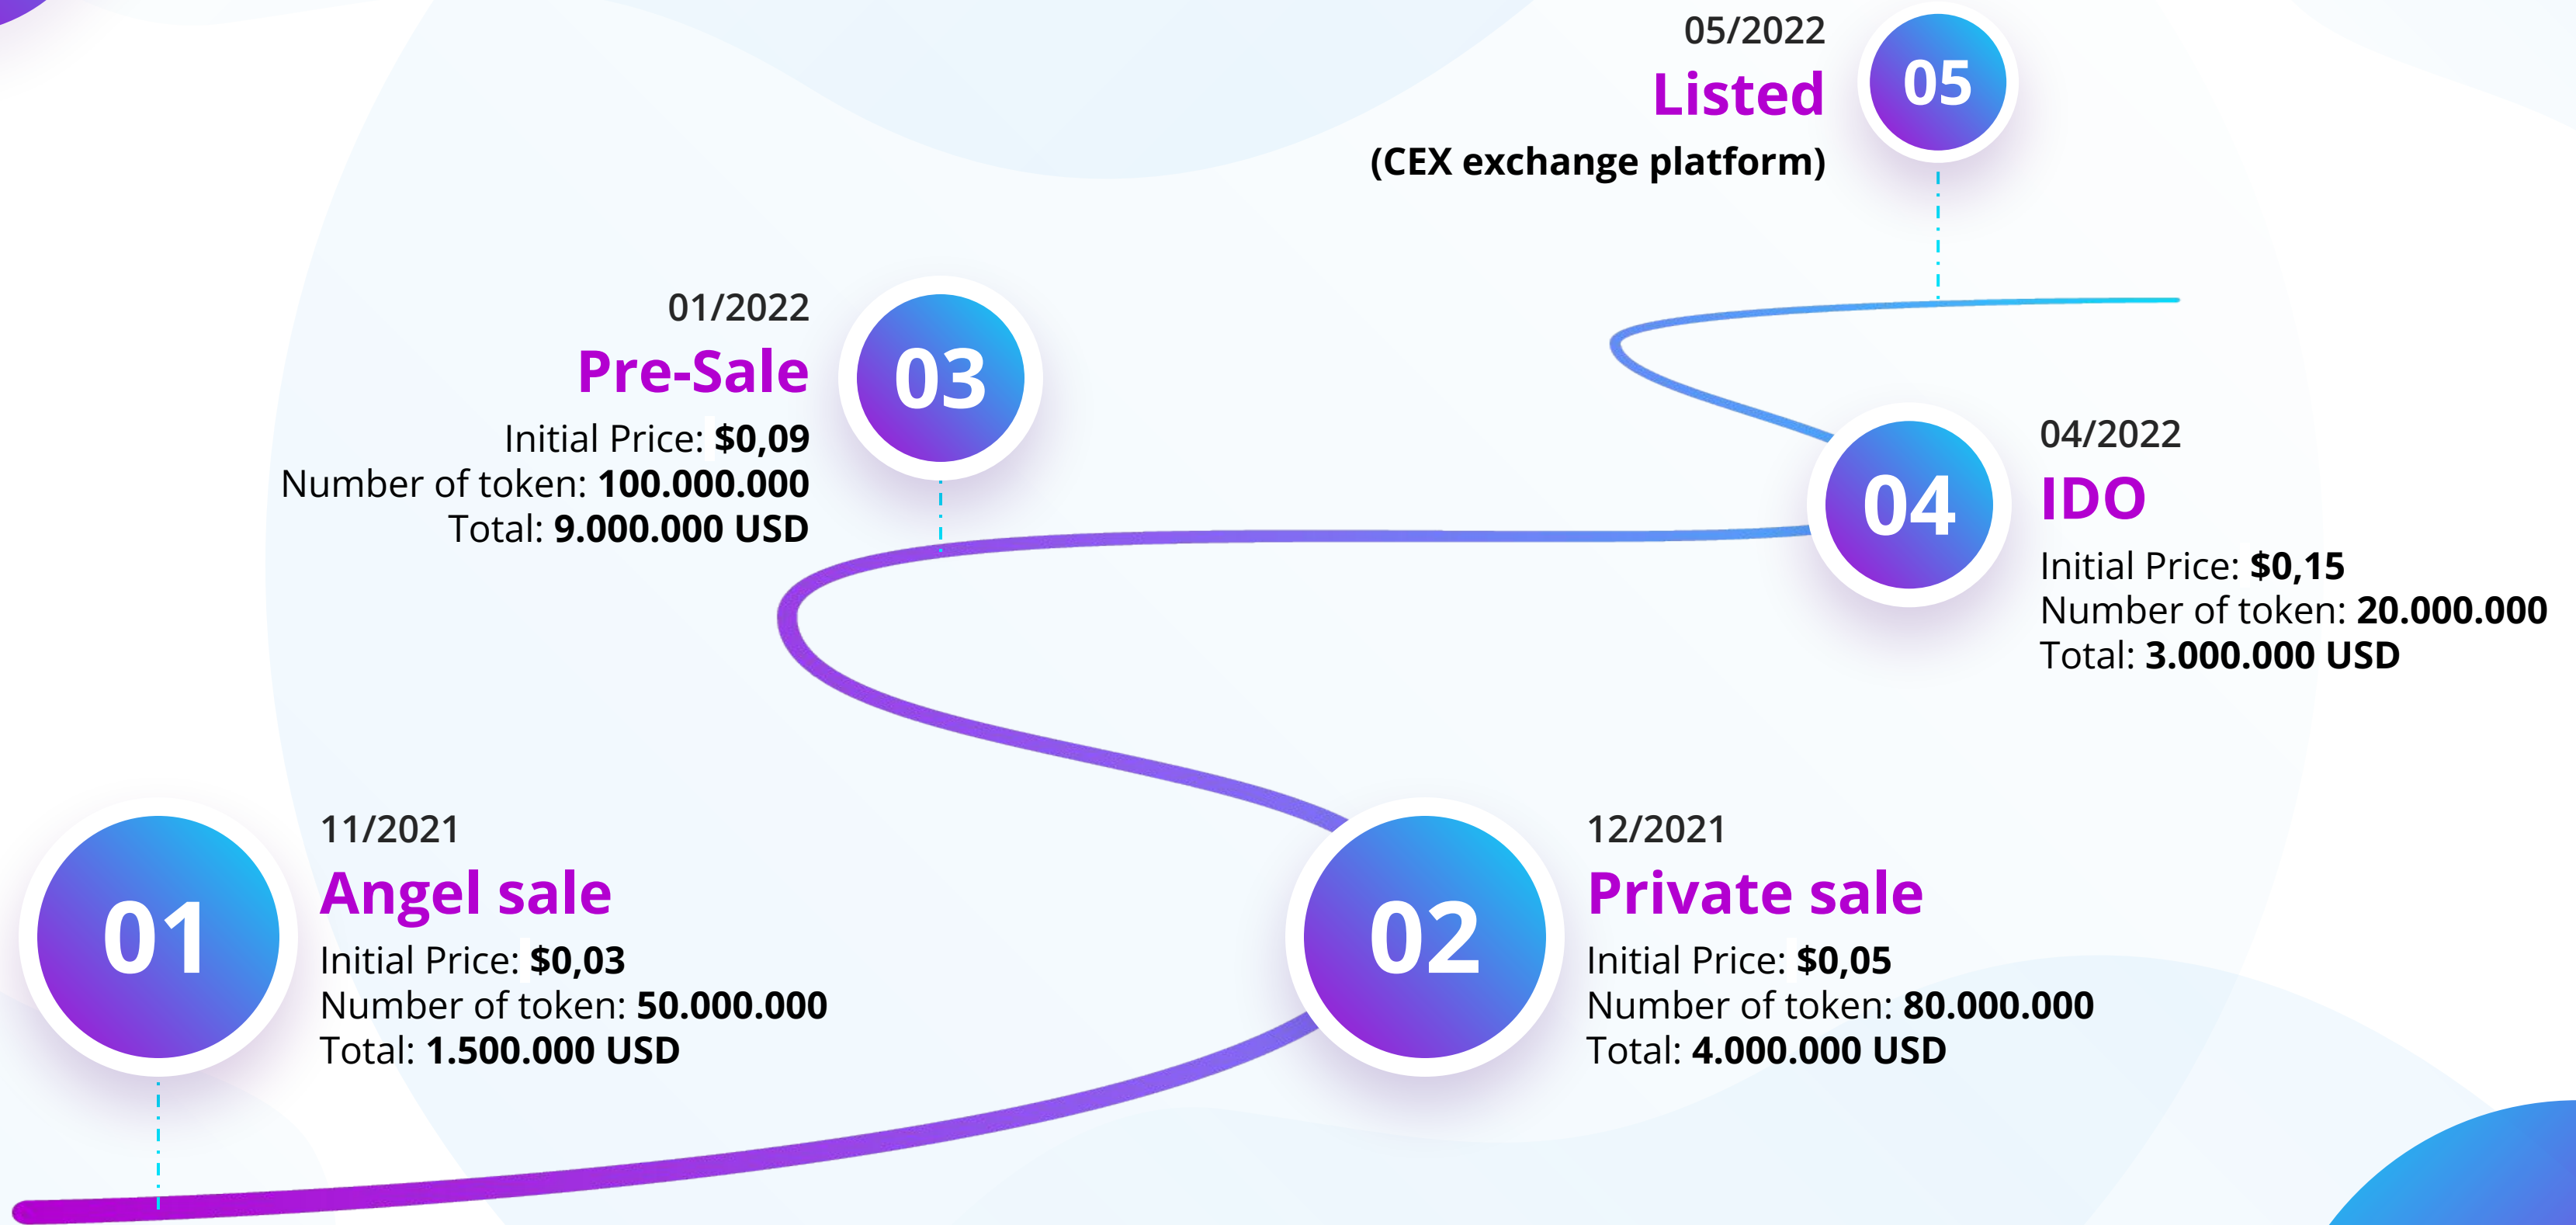 05/2022
Listed
(CEX exchange platform)
05
01/2022
Pre-Sale
Initial Price: $0,09
Number of token: 100.000.000
Total: 9.000.000 USD
03
04
04/2022
IDO
Initial Price: $0,15
Number of token: 20.000.000
Total: 3.000.000 USD
01
11/2021
Angel sale
Initial Price: $0,03
Number of token: 50.000.000
Total: 1.500.000 USD
02
12/2021
Private sale
Initial Price: $0,05
Number of token: 80.000.000
Total: 4.000.000 USD